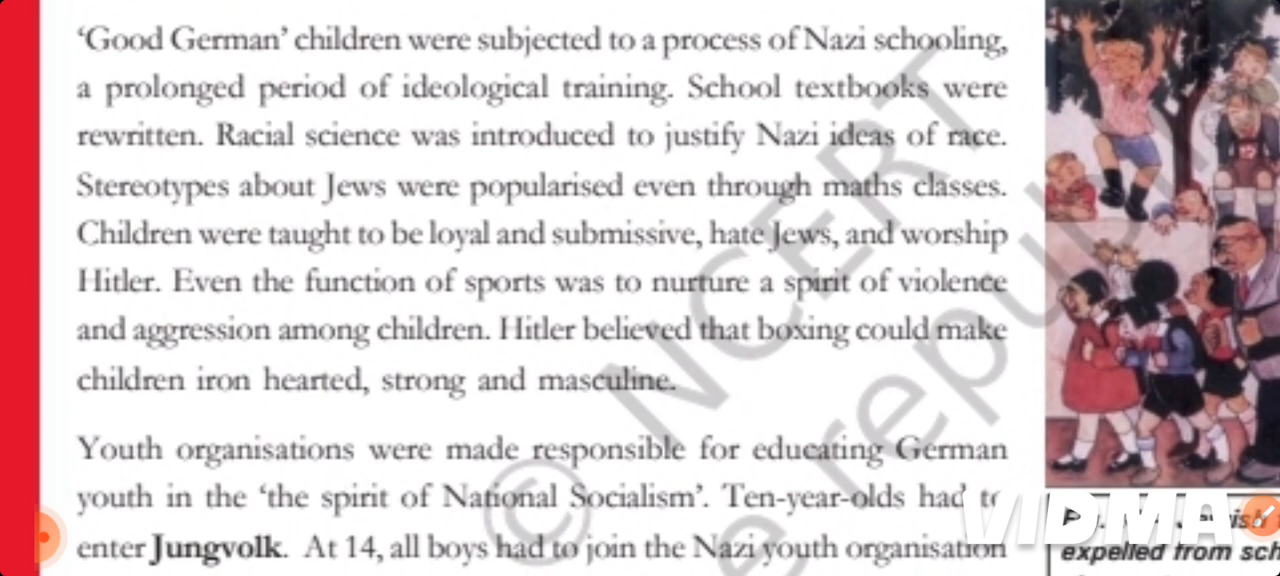 ‘Good German’ children were subjected to a process of Nazi schooling,
a prolonged period of ideological training. School textbooks were
rewritten. Racial science was introduced to justify Nazi ideas of race.
Stereotypes about Jews were popularised even through maths classes.
Children were taught to be loyal and submissive, hate Jews, and worship
Hitler. Even the function of sports was to nurture a spirit of violence
and aggression among children. Hitler believed that boxing could make
children iron hearted, strong and masculine.
Youth organisations were made responsible for educating German
youth in the ‘the spirit of National Socialism’. Ten-year-olds had to
enter Jungvolk. At 14, all boys had to join the Nazi youth organisation
© NCERT
republ
VIDMA
expelled from sch